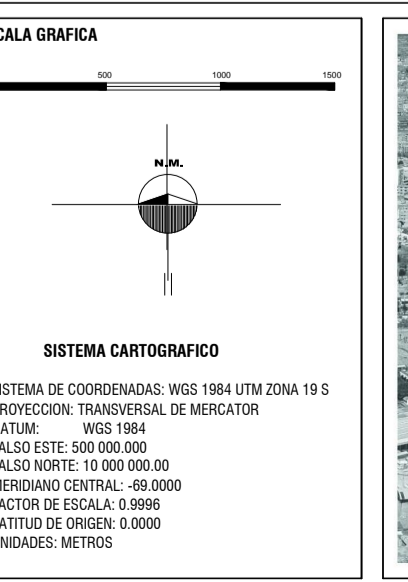 CALA GRAFICA
500 1000 1500
N.M.
SISTEMA CARTOGRAFICO
ISTEMA DE COORDENADAS: WGS 1984 UTM ZONA 19 S
ROYECCION: TRANSVERSAL DE MERCATOR
ATUM: WGS 1984
ALSO ESTE: 500 000.000
ALSO NORTE: 10 000 000.00
MERIDIANO CENTRAL: -69.0000
ACTOR DE ESCALA: 0.9996
ATITUD DE ORIGEN: 0.0000
NIDADES: METROS